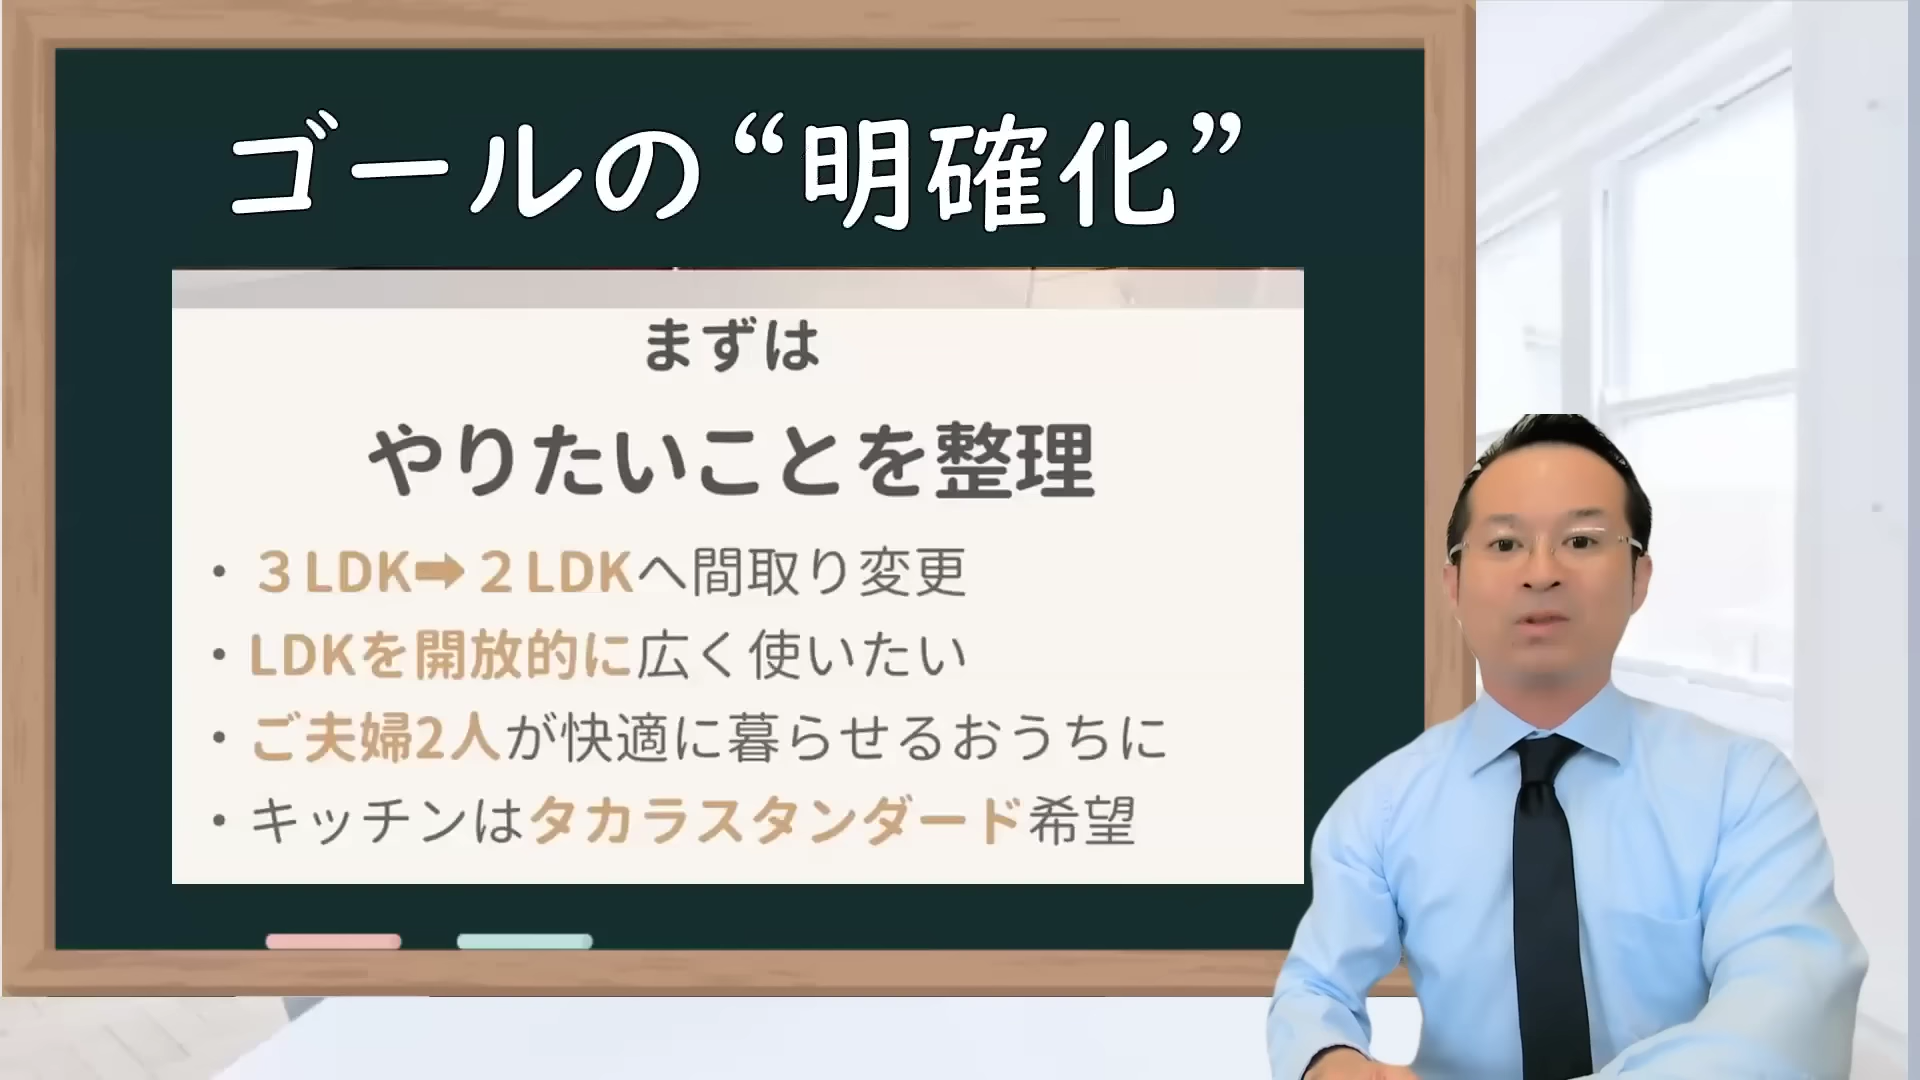 ゴールの“明確化”
まずは
やりたいことを整理
・３LDK➡２LDKへ間取り変更
・LDKを開放的に広く使いたい
・ご夫婦2人が快適に暮らせるおうちに
・キッチンはタカラスタンダード希望